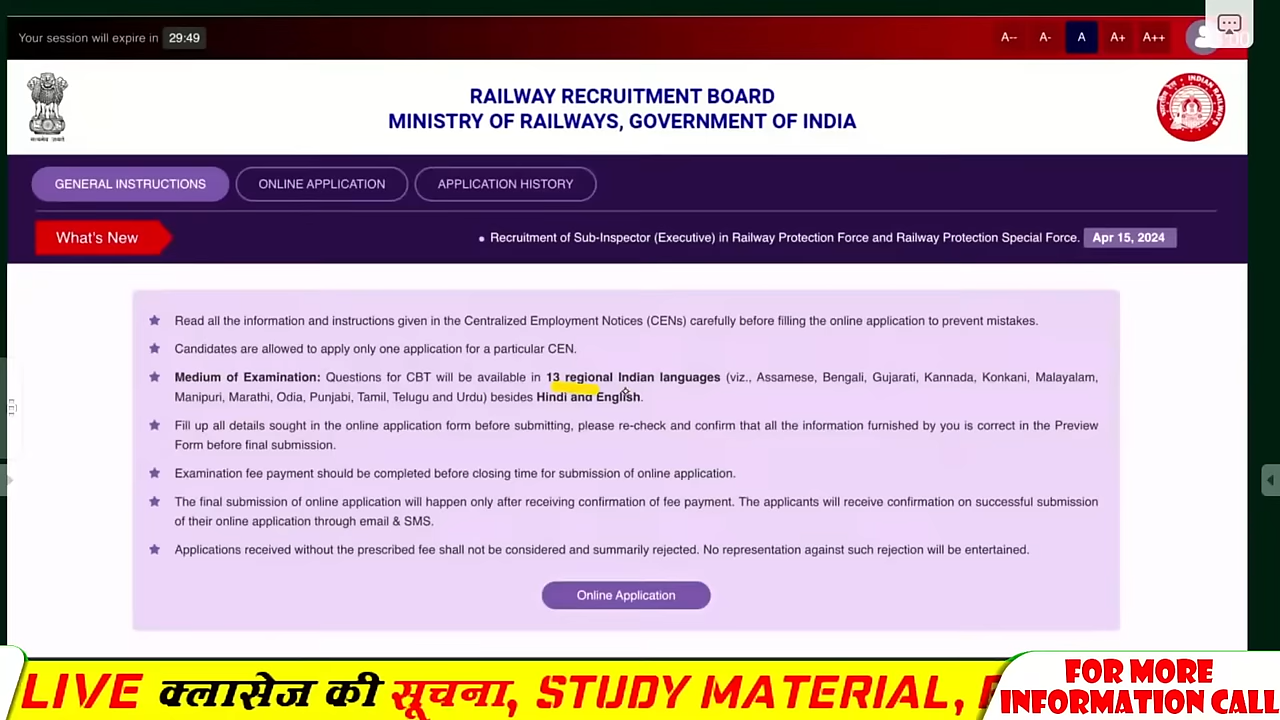 Your session will expire in 29:49
A-- A- A A+ A++
RAILWAY RECRUITMENT BOARD
MINISTRY OF RAILWAYS, GOVERNMENT OF INDIA
GENERAL INSTRUCTIONS ONLINE APPLICATION APPLICATION HISTORY
What's New
Recruitment of Sub-Inspector (Executive) in Railway Protection Force and Railway Protection Special Force. Apr 15, 2024
Read all the information and instructions given in the Centralized Employment Notices (CENs) carefully before filling the online application to prevent mistakes.
Candidates are allowed to apply only one application for a particular CEN.
Medium of Examination: Questions for CBT will be available in 13 regional Indian languages (viz., Assamese, Bengali, Gujarati, Kannada, Konkani, Malayalam,
Manipuri, Marathi, Odia, Punjabi, Tamil, Telugu and Urdu) besides Hindi and English.
Fill up all details sought in the online application form before submitting, please re-check and confirm that all the information furnished by you is correct in the Preview
Form before final submission.
Examination fee payment should be completed before closing time for submission of online application.
The final submission of online application will happen only after receiving confirmation of fee payment. The applicants will receive confirmation on successful submission
of their online application through email & SMS.
Applications received without the prescribed fee shall not be considered and summarily rejected. No representation against such rejection will be entertained.
Online Application
LIVE क्लासेज की सूचना, STUDY MATERIAL,
FOR MORE
INFORMATION CALL